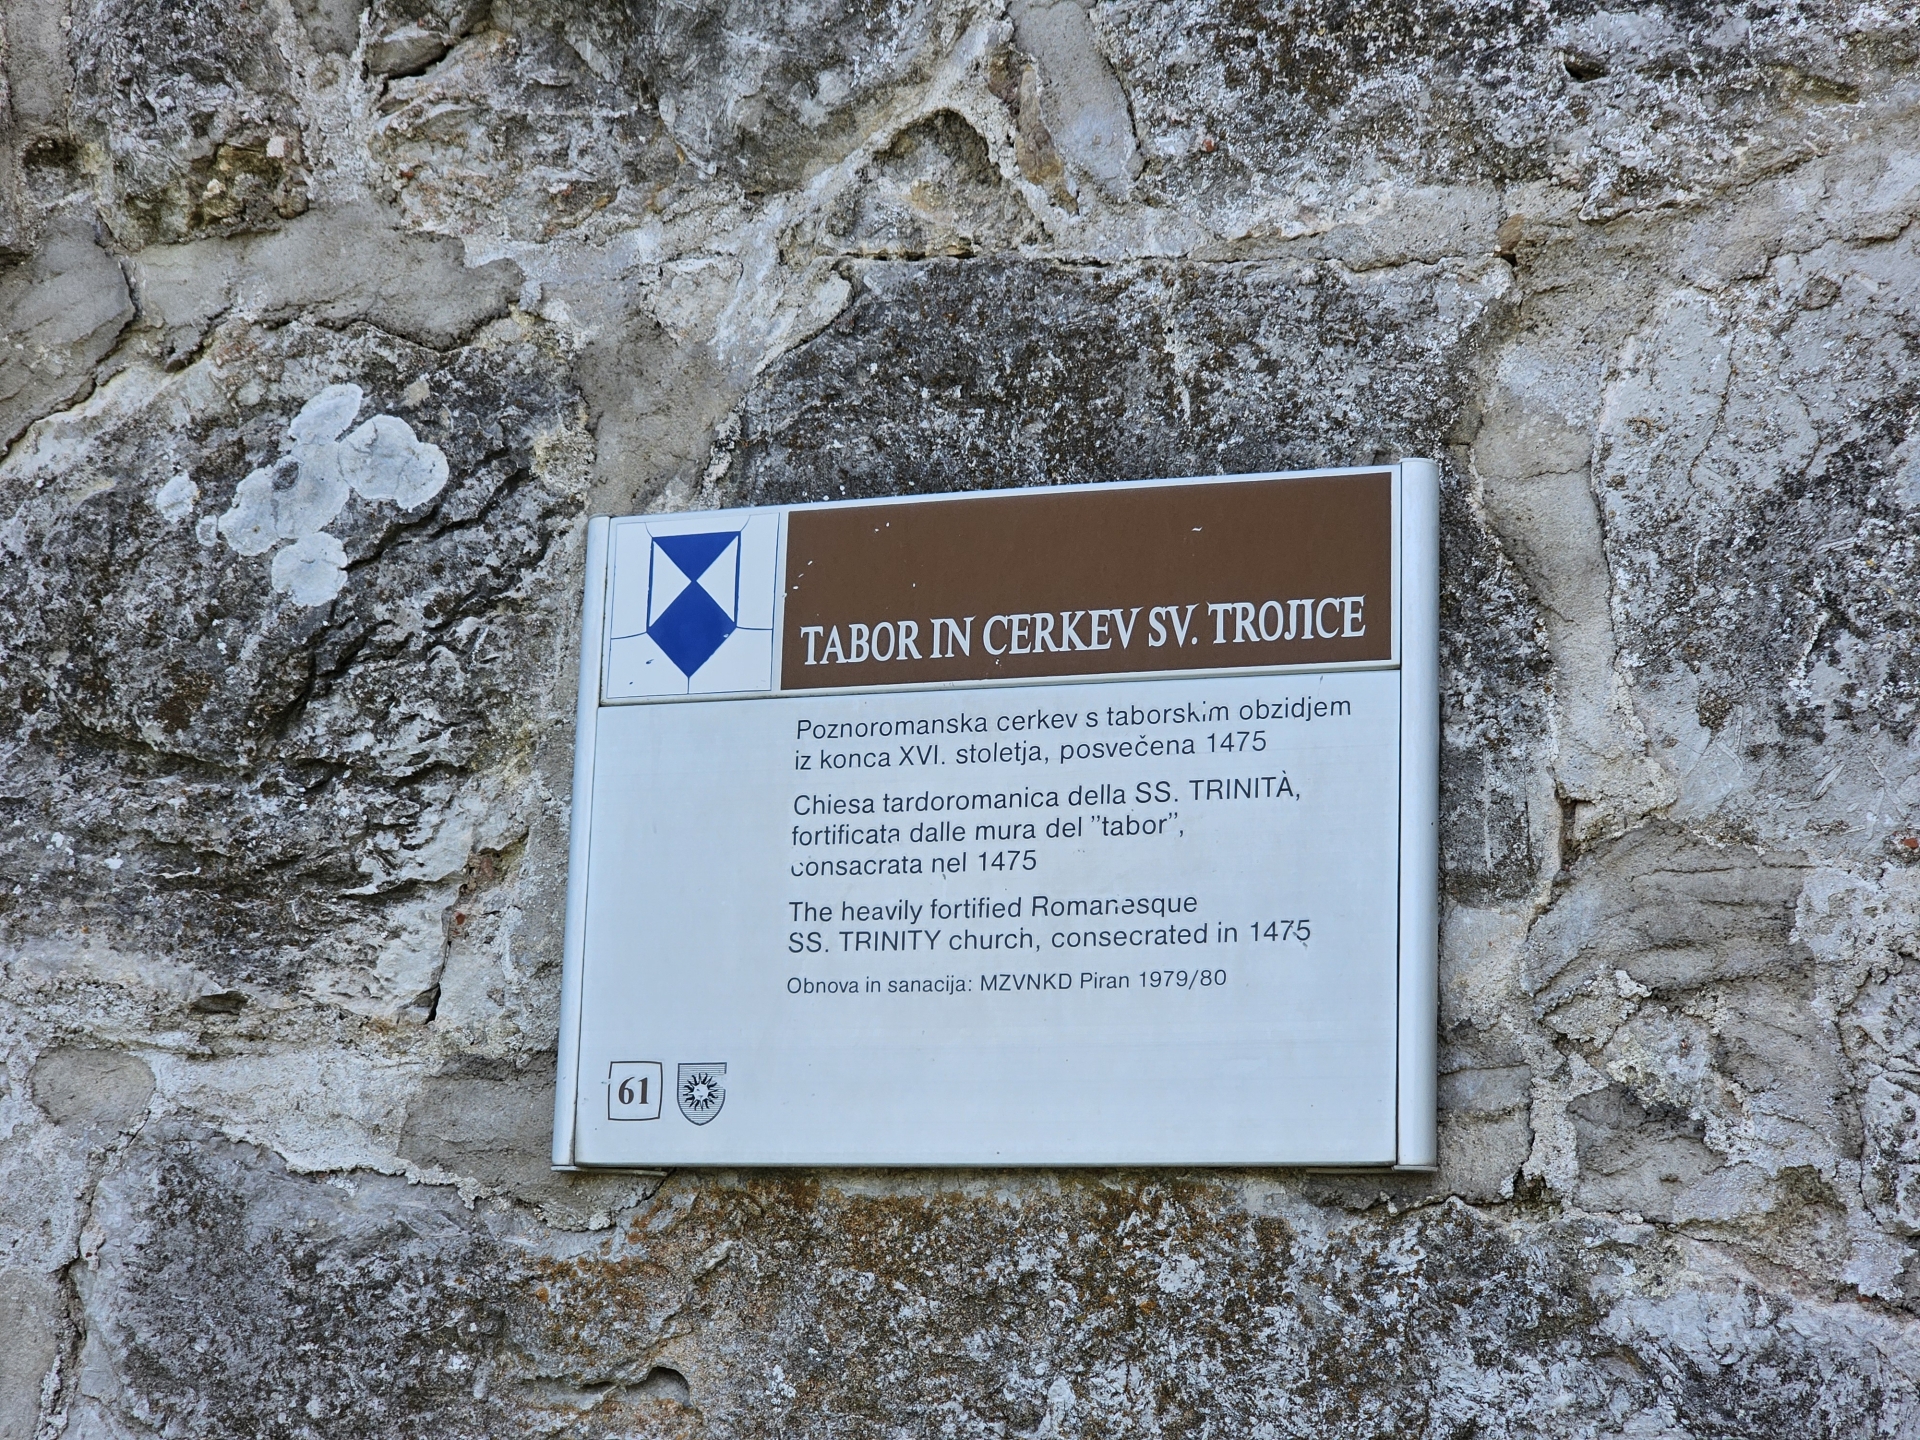 TABOR IN CERKEV SV. TROJICE
Poznoromanska cerkev s taborskim obzidjem
iz konca XVI. stoletja, posvečena 1475
Chiesa tardoromanica della SS. TRINITÀ,
fortificata dalle mura del ”tabor”,
consacrata nel 1475
The heavily fortified Romanesque
SS. TRINITY church, consecrated in 1475
Obnova in sanacija: MZVNKD Piran 1979/80
61